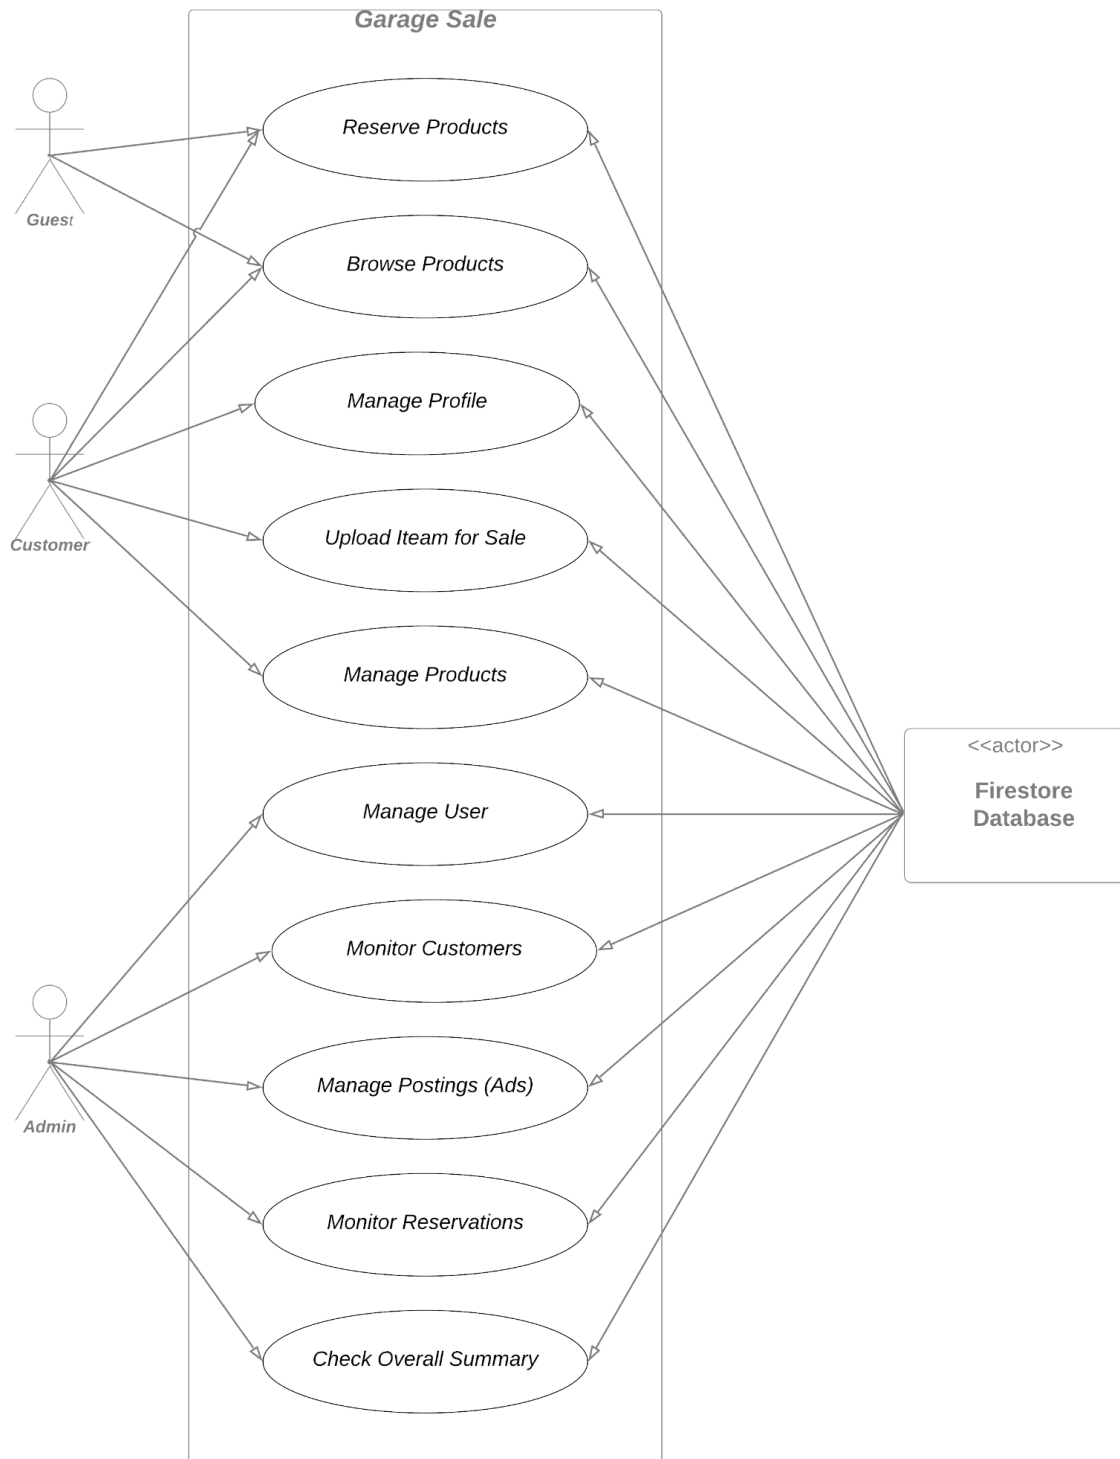 Garage Sale
Reserve Products
Guest
Browse Products
Manage Profile
Upload Iteam for Sale
Customer
Manage Products
<<actor>>
Firestore
Database
Manage User
Monitor Customers
Manage Postings (Ads)
Admin
Monitor Reservations
Check Overall Summary